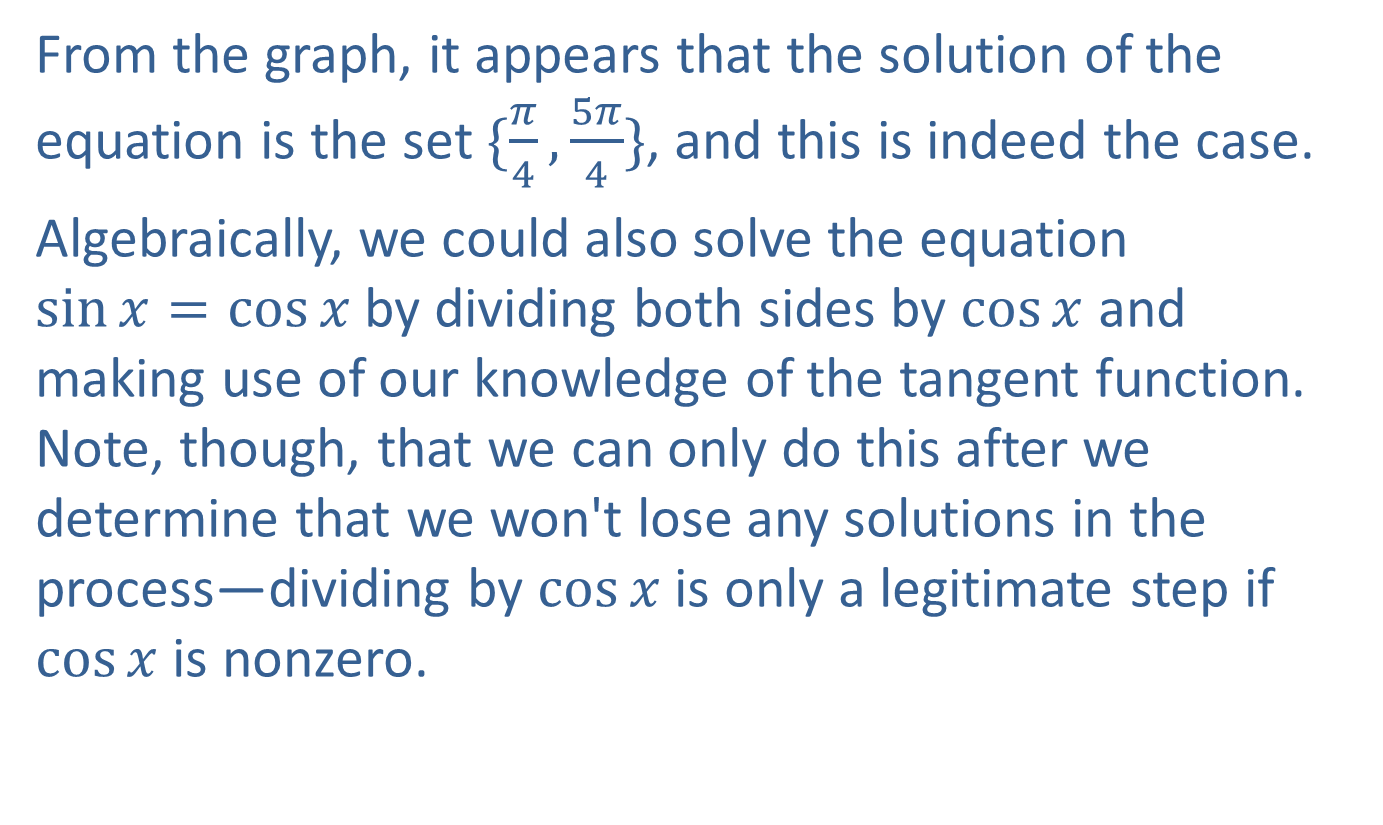 From the graph, it appears that the solution of the
equation is the set {π/4, 5π/4}, and this is indeed the case.
Algebraically, we could also solve the equation
sin x = cos x by dividing both sides by cos x and
making use of our knowledge of the tangent function.
Note, though, that we can only do this after we
determine that we won't lose any solutions in the
process—dividing by cos x is only a legitimate step if
cos x is nonzero.